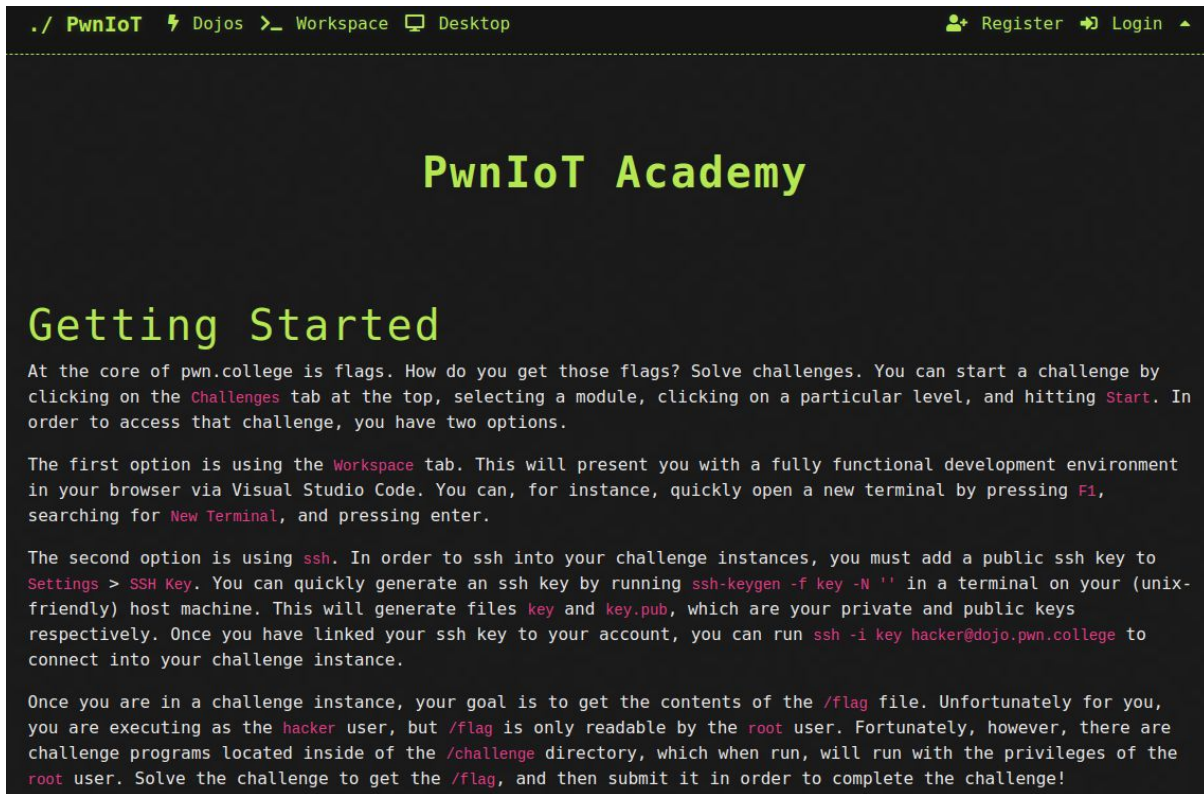 ./ PwnIoT Dojos Workspace Desktop Register Login
PwnIoT Academy
Getting Started
At the core of pwn.college is flags. How do you get those flags? Solve challenges. You can start a challenge by
clicking on the Challenges tab at the top, selecting a module, clicking on a particular level, and hitting Start. In
order to access that challenge, you have two options.
The first option is using the Workspace tab. This will present you with a fully functional development environment
in your browser via Visual Studio Code. You can, for instance, quickly open a new terminal by pressing F1,
searching for New Terminal, and pressing enter.
The second option is using ssh. In order to ssh into your challenge instances, you must add a public ssh key to
Settings > SSH Key. You can quickly generate an ssh key by running ssh-keygen -f key -N '' in a terminal on your (unix-
friendly) host machine. This will generate files key and key.pub, which are your private and public keys
respectively. Once you have linked your ssh key to your account, you can run ssh -i key hacker@dojo.pwn.college to
connect into your challenge instance.
Once you are in a challenge instance, your goal is to get the contents of the /flag file. Unfortunately for you,
you are executing as the hacker user, but /flag is only readable by the root user. Fortunately, however, there are
challenge programs located inside of the /challenge directory, which when run, will run with the privileges of the
root user. Solve the challenge to get the /flag, and then submit it in order to complete the challenge!